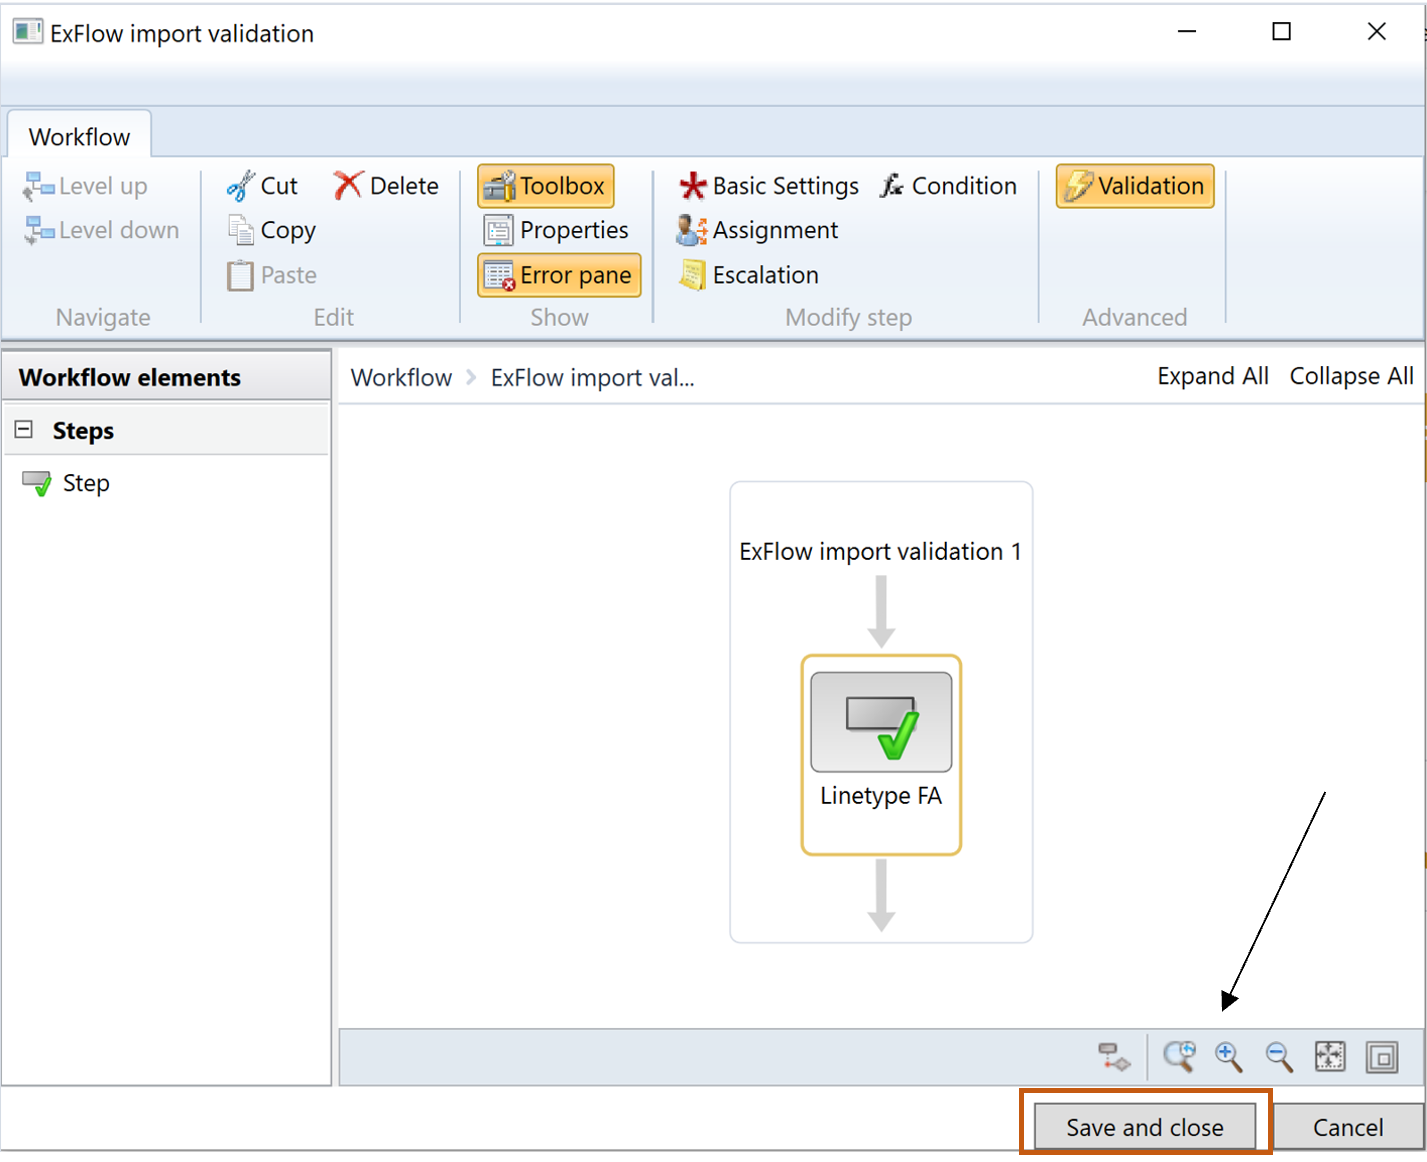 ExFlow import validation
Workflow
Level up
Level down
Navigate
Cut
Delete
Copy
Paste
Edit
Toolbox
Properties
Error pane
Show
Basic Settings
Condition
Assignment
Escalation
Modify step
Validation
Advanced
Workflow elements
Steps
Step
Workflow > ExFlow import val...
Expand All
Collapse All
ExFlow import validation 1
Linetype FA
Save and close
Cancel